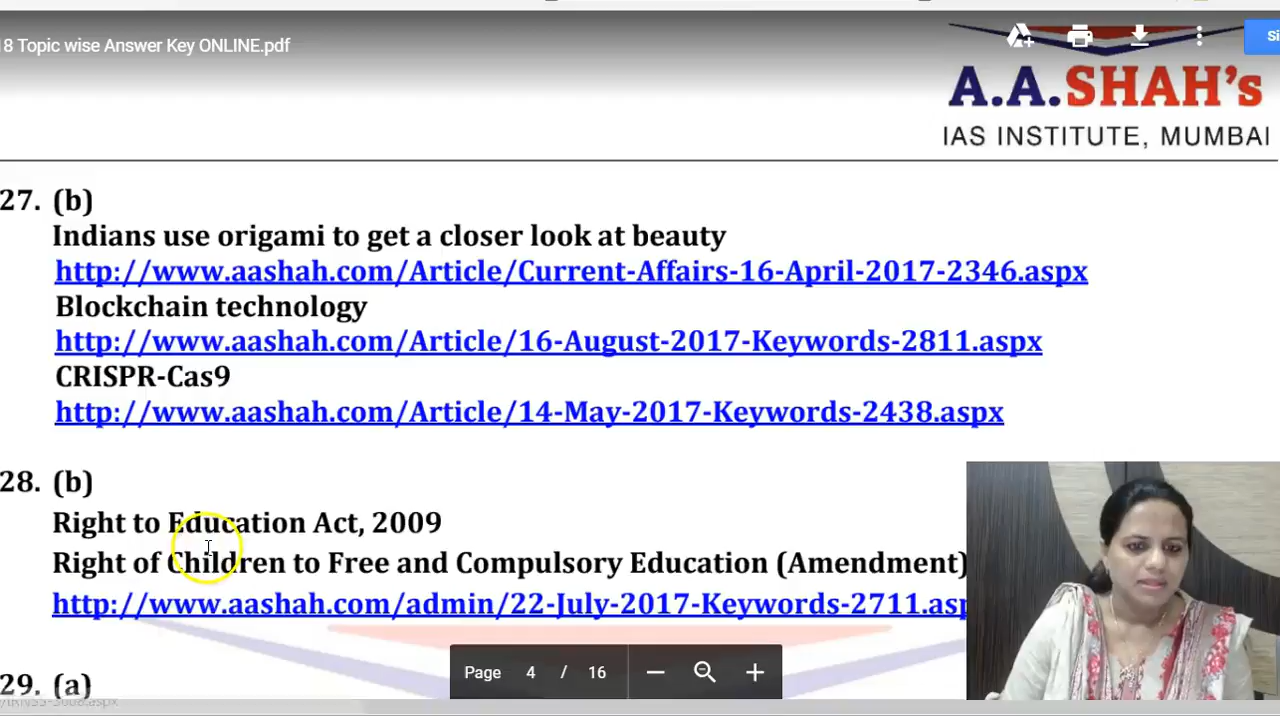 18 Topic wise Answer Key ONLINE.pdf
A.A.SHAH's
IAS INSTITUTE, MUMBAI
27. (b)
Indians use origami to get a closer look at beauty
http://www.aashah.com/Article/Current-Affairs-16-April-2017-2346.aspx
Blockchain technology
http://www.aashah.com/Article/16-August-2017-Keywords-2811.aspx
CRISPR-Cas9
http://www.aashah.com/Article/14-May-2017-Keywords-2438.aspx
28. (b)
Right to Education Act, 2009
Right of Children to Free and Compulsory Education (Amendment)
http://www.aashah.com/admin/22-July-2017-Keywords-2711.asp
29. (a)
Page 4 / 16